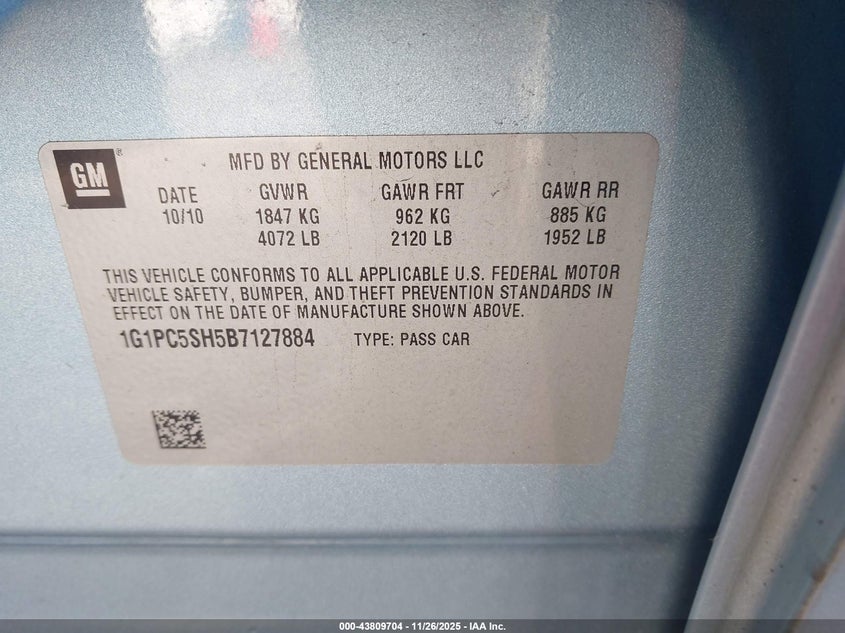 GM ®
MFD BY GENERAL MOTORS LLC
DATE GVWR GAWR FRT GAWR RR
10/10 1847 KG 962 KG 885 KG
4072 LB 2120 LB 1952 LB
THIS VEHICLE CONFORMS TO ALL APPLICABLE U.S. FEDERAL MOTOR
VEHICLE SAFETY, BUMPER, AND THEFT PREVENTION STANDARDS IN
EFFECT ON THE DATE OF MANUFACTURE SHOWN ABOVE.
1G1PC5SH5B7127884 TYPE: PASS CAR
000-43809704 - 11/26/2025 - IAA Inc.